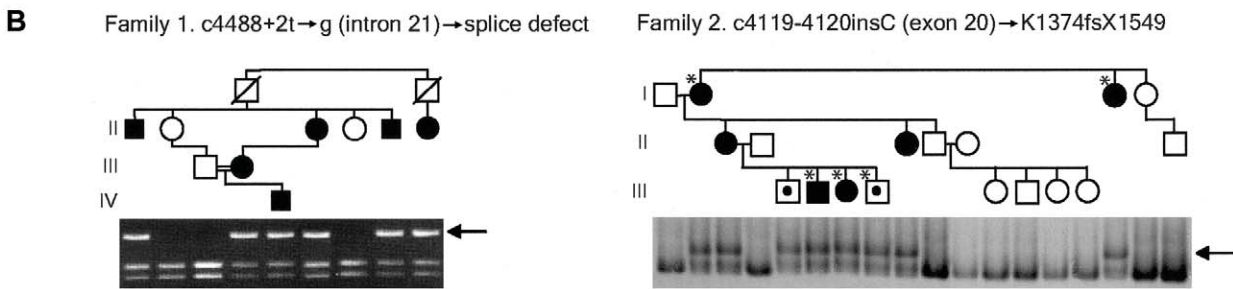 B
Family 1. c4488+2t→g (intron 21)→splice defect
II
III
IV
Family 2. c4119-4120insC (exon 20)→K1374fsX1549
I
* *
II
III
* * *